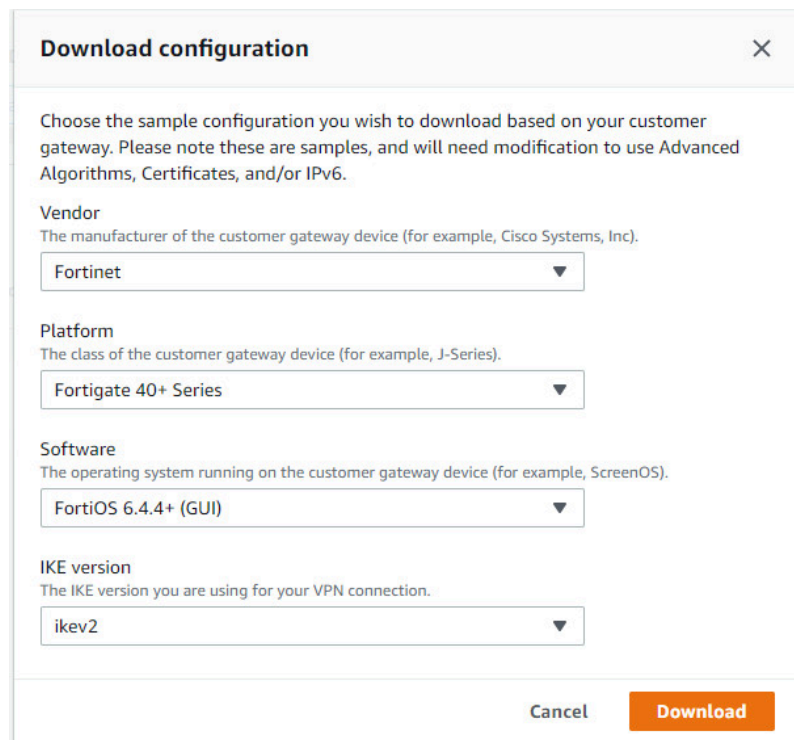 Download configuration
Choose the sample configuration you wish to download based on your customer
gateway. Please note these are samples, and will need modification to use Advanced
Algorithms, Certificates, and/or IPv6.
Vendor
The manufacturer of the customer gateway device (for example, Cisco Systems, Inc).
Fortinet
Platform
The class of the customer gateway device (for example, J-Series).
Fortigate 40+ Series
Software
The operating system running on the customer gateway device (for example, ScreenOS).
FortiOS 6.4.4+ (GUI)
IKE version
The IKE version you are using for your VPN connection.
ikev2
Cancel Download